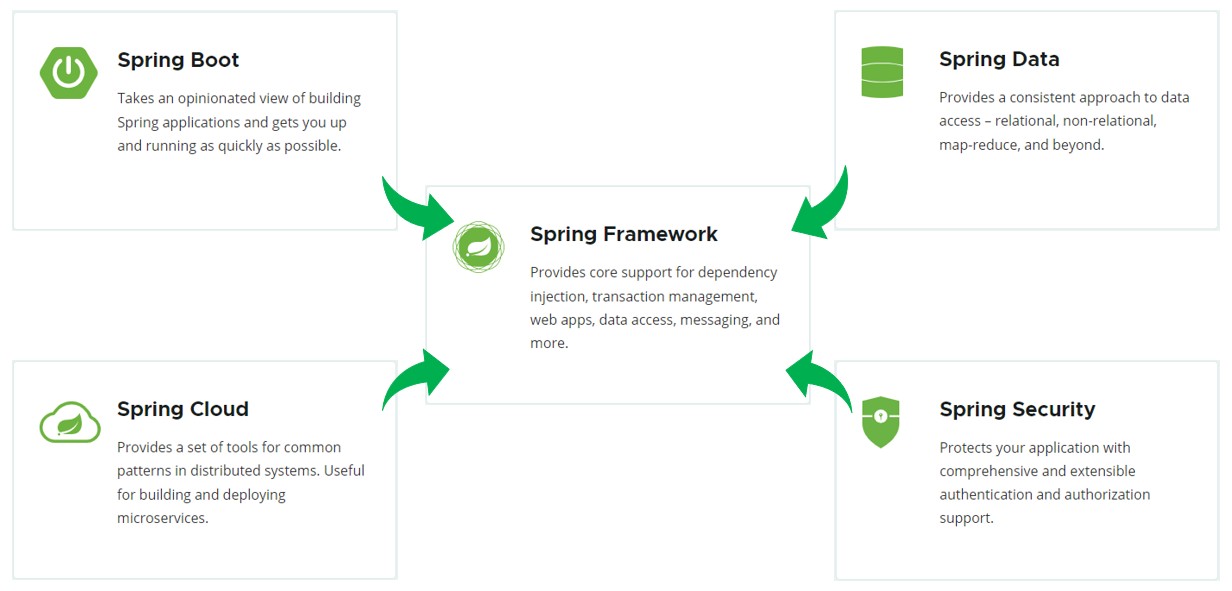 Spring Boot
Takes an opinionated view of building
Spring applications and gets you up
and running as quickly as possible.
Spring Data
Provides a consistent approach to data
access – relational, non-relational,
map-reduce, and beyond.
Spring Framework
Provides core support for dependency
injection, transaction management,
web apps, data access, messaging, and
more.
Spring Cloud
Provides a set of tools for common
patterns in distributed systems. Useful
for building and deploying
microservices.
Spring Security
Protects your application with
comprehensive and extensible
authentication and authorization
support.